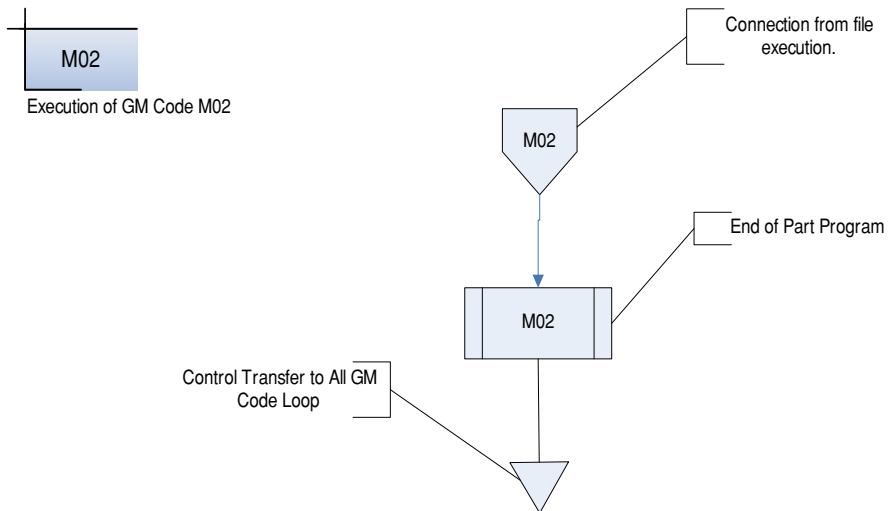 M02
Execution of GM Code M02
Connection from file
execution.
M02
End of Part Program
M02
Control Transfer to All GM
Code Loop